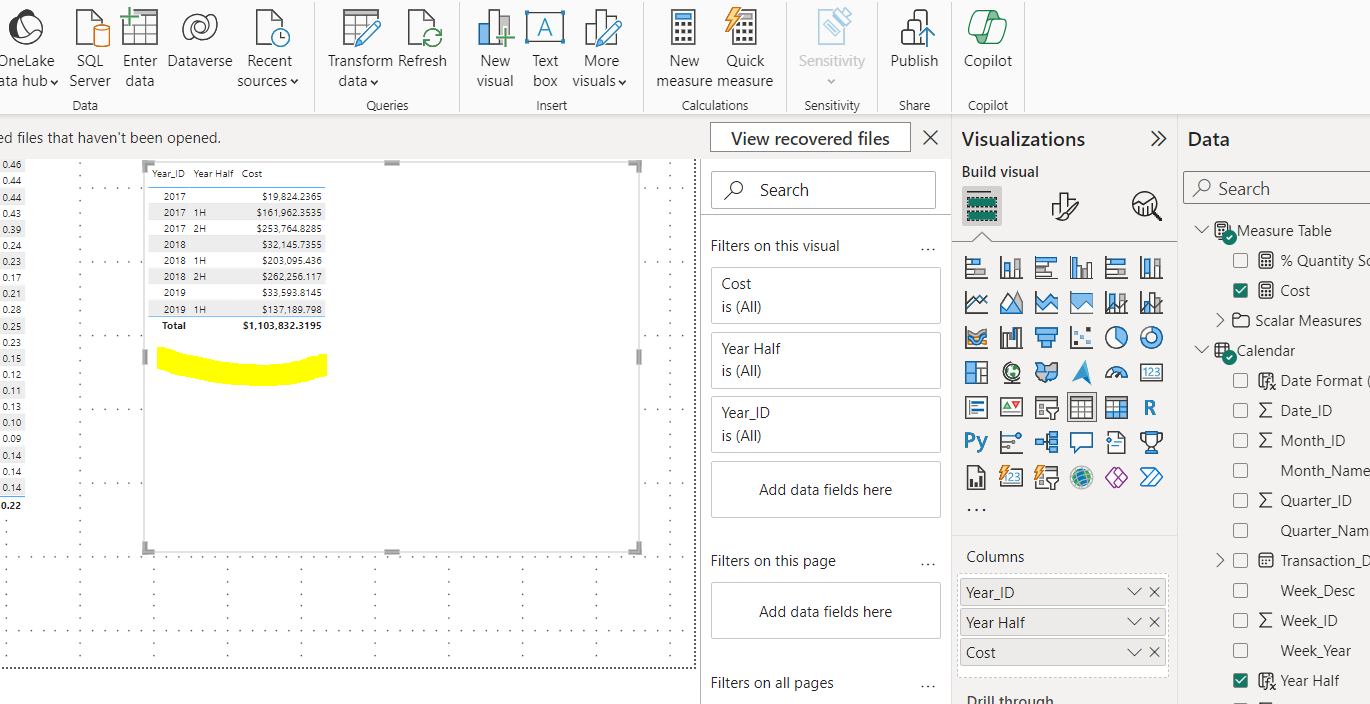 OneLake
data hub
SQL
Server
Enter
data
Dataverse
Recent
sources
Data
Transform
data
Refresh
Queries
New
visual
A
Text
box
More
visuals
Insert
New
measure
Quick
measure
Calculations
Sensitivity
Sensitivity
Publish
Share
Copilot
Copilot
ed files that haven't been opened.
View recovered files
0.46
0.44
0.44
0.43
0.39
0.24
0.23
0.17
0.21
0.28
0.25
0.23
0.15
0.12
0.11
0.13
0.10
0.09
0.14
0.14
0.14
0.22
Year_ID Year Half Cost
2017 $19,824.2365
2017 1H $161,962.3535
2017 2H $253,764.8285
2018 $32,145.7355
2018 1H $203,095.436
2018 2H $262,256.117
2019 $33,593.8145
2019 1H $137,189.798
Total $1,103,832.3195
Search
Filters on this visual ...
Cost
is (All)
Year Half
is (All)
Year_ID
is (All)
Add data fields here
Filters on this page ...
Add data fields here
Filters on all pages ...
Visualizations
Build visual
123
R
Py
123
...
Columns
Year_ID
Year Half
Cost
Drill through
Data
Search
Measure Table
% Quantity Sc
Cost
Scalar Measures
Calendar
Date Format (
Date_ID
Month_ID
Month_Name
Quarter_ID
Quarter_Nam
Transaction_D
Week_Desc
Week_ID
Week_Year
Year Half